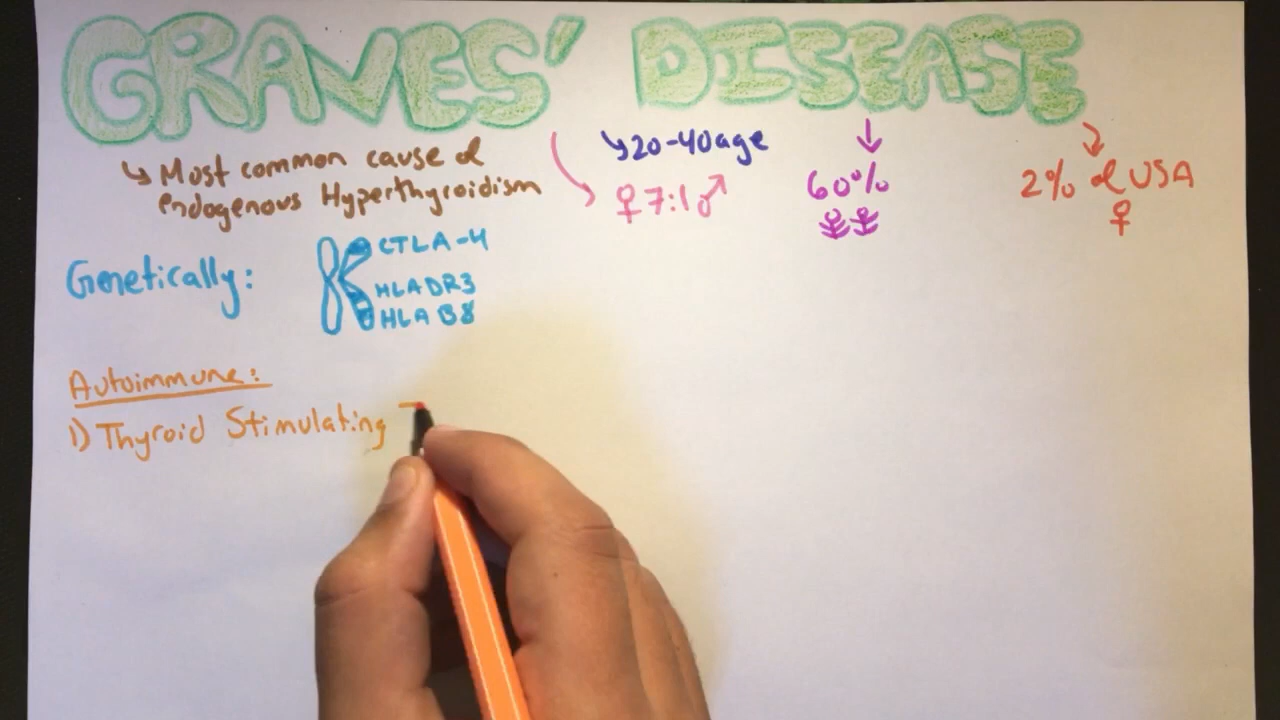 GRAVES' DISEASE
↳ Most common cause of
endogenous Hyperthyroidism
↳ 20-40 age
♀ 7:1 ♂
60%
2% of USA
♀
Genetically:
CTLA-4
HLA DR3
HLA B8
Autoimmune:
1) Thyroid Stimulating